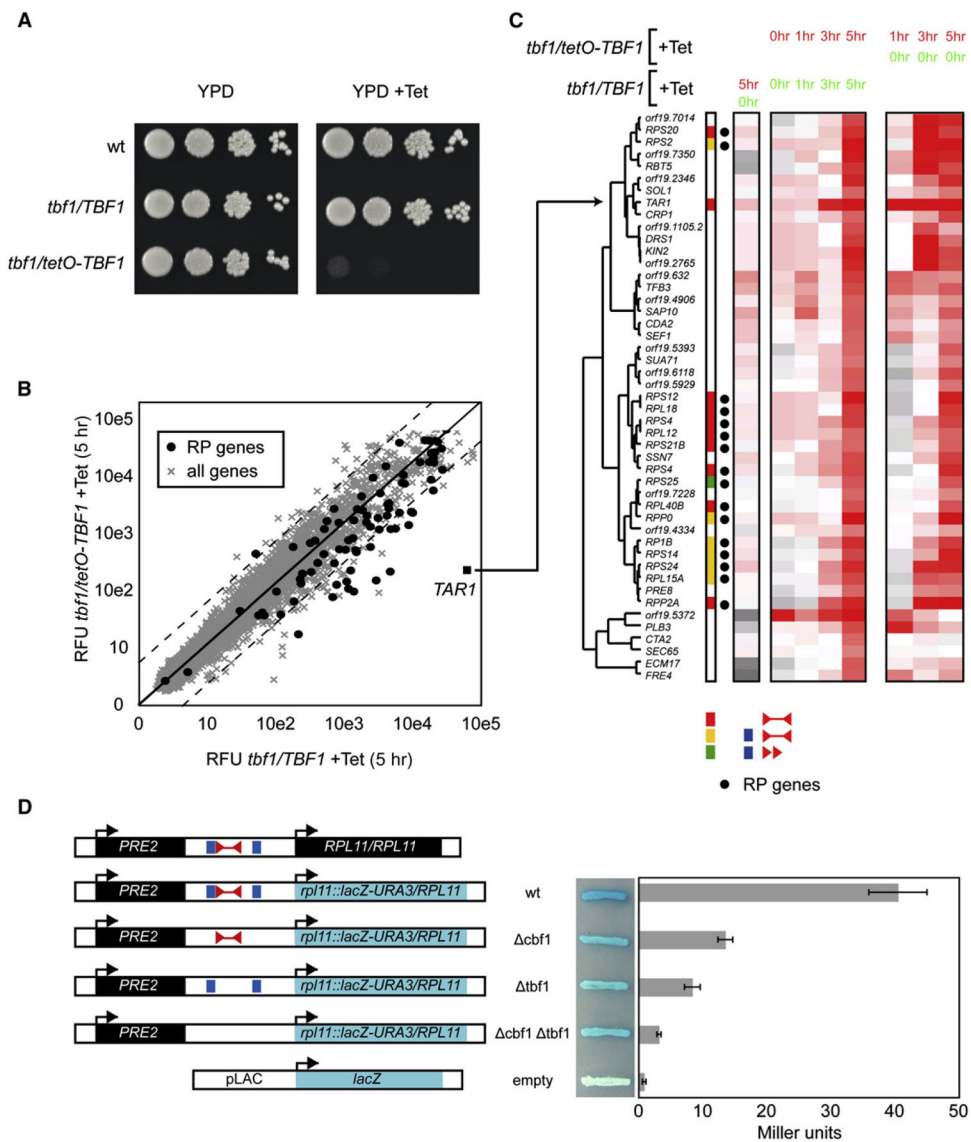 A
YPD
YPD +Tet
wt
tbf1/TBF1
tbf1/tetO-TBF1
B
10e5
10e4
10e3
10e2
10
0
RFU tbf1/tetO-TBF1 +Tet (5 hr)
RP genes
all genes
TAR1
0
10
10e2
10e3
10e4
10e5
RFU tbf1/TBF1 +Tet (5 hr)
C
tbf1/tetO-TBF1 +Tet
0hr 1hr 3hr 5hr
1hr 3hr 5hr
0hr 0hr 0hr
tbf1/TBF1 +Tet
5hr
0hr
0hr 1hr 3hr 5hr
orf19.7014
RPS20
RPS2
orf19.7350
RBT5
orf19.2346
SOL1
TAR1
CRP1
orf19.1105.2
DRS1
KIN2
orf19.2765
orf19.632
TFB3
orf19.4906
SAP10
CDA2
SEF1
orf19.5393
SUA71
orf19.6118
orf19.5929
RPS12
RPL18
RPS4
RPL12
RPS21B
SSN7
RPS4
RPS25
orf19.7228
RPL40B
RPP0
orf19.4334
RP1B
RPS14
RPS24
RPL15A
PRE8
RPP2A
orf19.5372
PLB3
CTA2
SEC65
ECM17
FRE4
RP genes
D
PRE2 RPL11/RPL11
PRE2 rpl11::lacZ-URA3/RPL11 wt
PRE2 rpl11::lacZ-URA3/RPL11 Δcbf1
PRE2 rpl11::lacZ-URA3/RPL11 Δtbf1
PRE2 rpl11::lacZ-URA3/RPL11 Δcbf1 Δtbf1
pLAC lacZ empty
0 10 20 30 40 50
Miller units